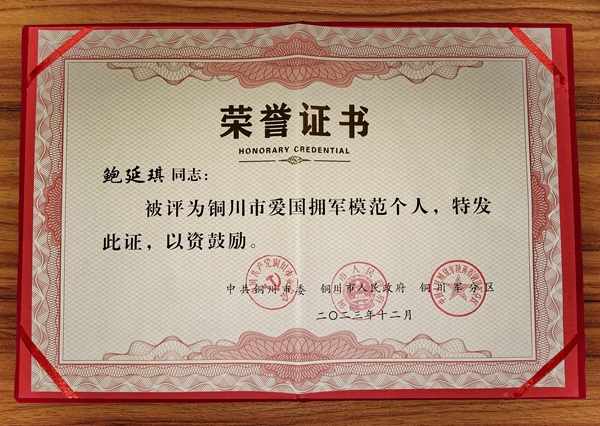 荣誉证书
HONORARY CREDENTIAL
鲍延琪 同志：
被评为铜川市爱国拥军模范个人，特发
此证，以资鼓励。
中共铜川市委 铜川市人民政府 铜川军分区
二〇二三年十二月